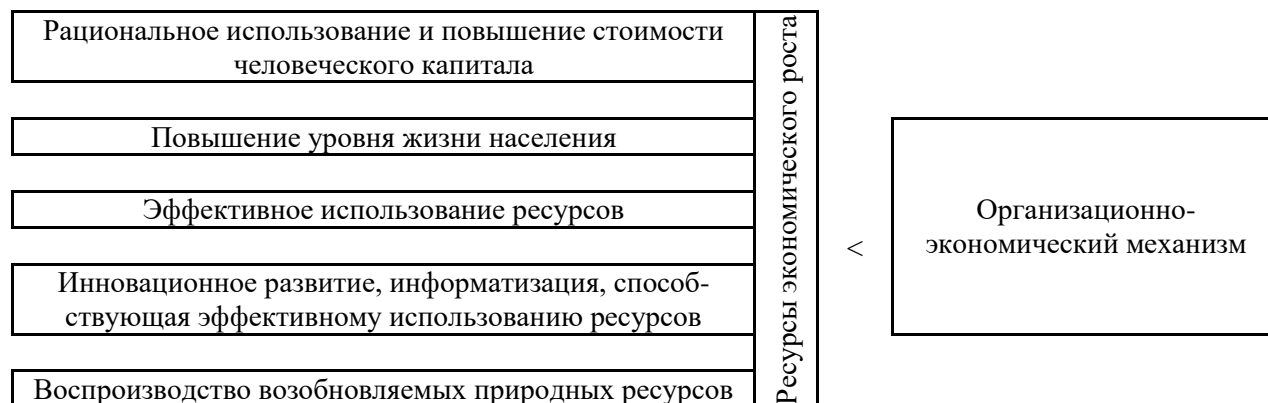 Рациональное использование и повышение стоимости
человеческого капитала
Повышение уровня жизни населения
Эффективное использование ресурсов
Инновационное развитие, информатизация, способ-
ствующая эффективному использованию ресурсов
Воспроизводство возобновляемых природных ресурсов
Ресурсы экономического роста
<
Организационно-
экономический механизм